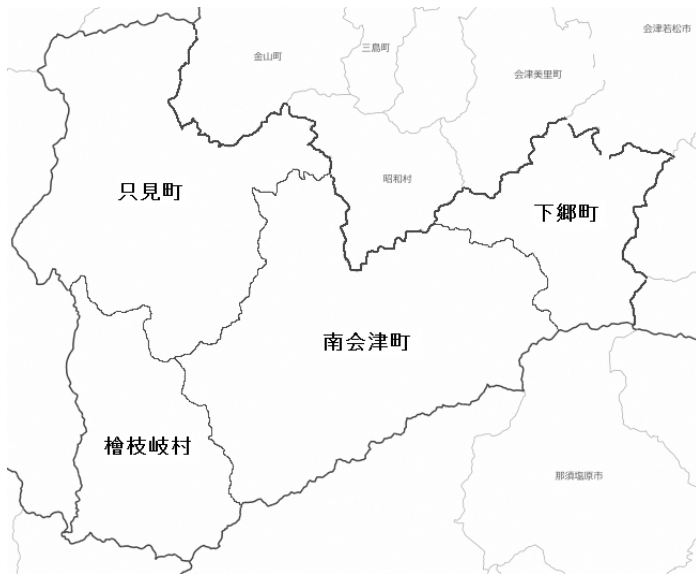 会津若松市
三島町
金山町
会津美里町
昭和村
只見町
下郷町
南会津町
檜枝岐村
那須塩原市